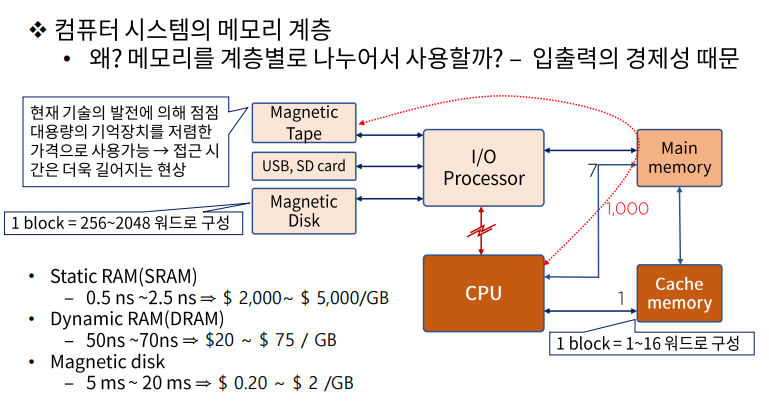 ❖ 컴퓨터 시스템의 메모리 계층
• 왜? 메모리를 계층별로 나누어서 사용할까? – 입출력의 경제성 때문
현재 기술의 발전에 의해 점점
대용량의 기억장치를 저렴한
가격으로 사용가능 → 접근 시
간은 더욱 길어지는 현상
Magnetic
Tape
USB, SD card
Magnetic
Disk
1 block = 256~2048 워드로 구성
I/O
Processor
Main
memory
7
1,000
CPU
1
Cache
memory
1 block = 1~16 워드로 구성
• Static RAM(SRAM)
– 0.5 ns ~2.5 ns ⇒ $ 2,000~ $ 5,000/GB
• Dynamic RAM(DRAM)
– 50ns ~70ns ⇒ $20 ~ $ 75 / GB
• Magnetic disk
– 5 ms ~ 20 ms ⇒ $ 0.20 ~ $ 2 /GB